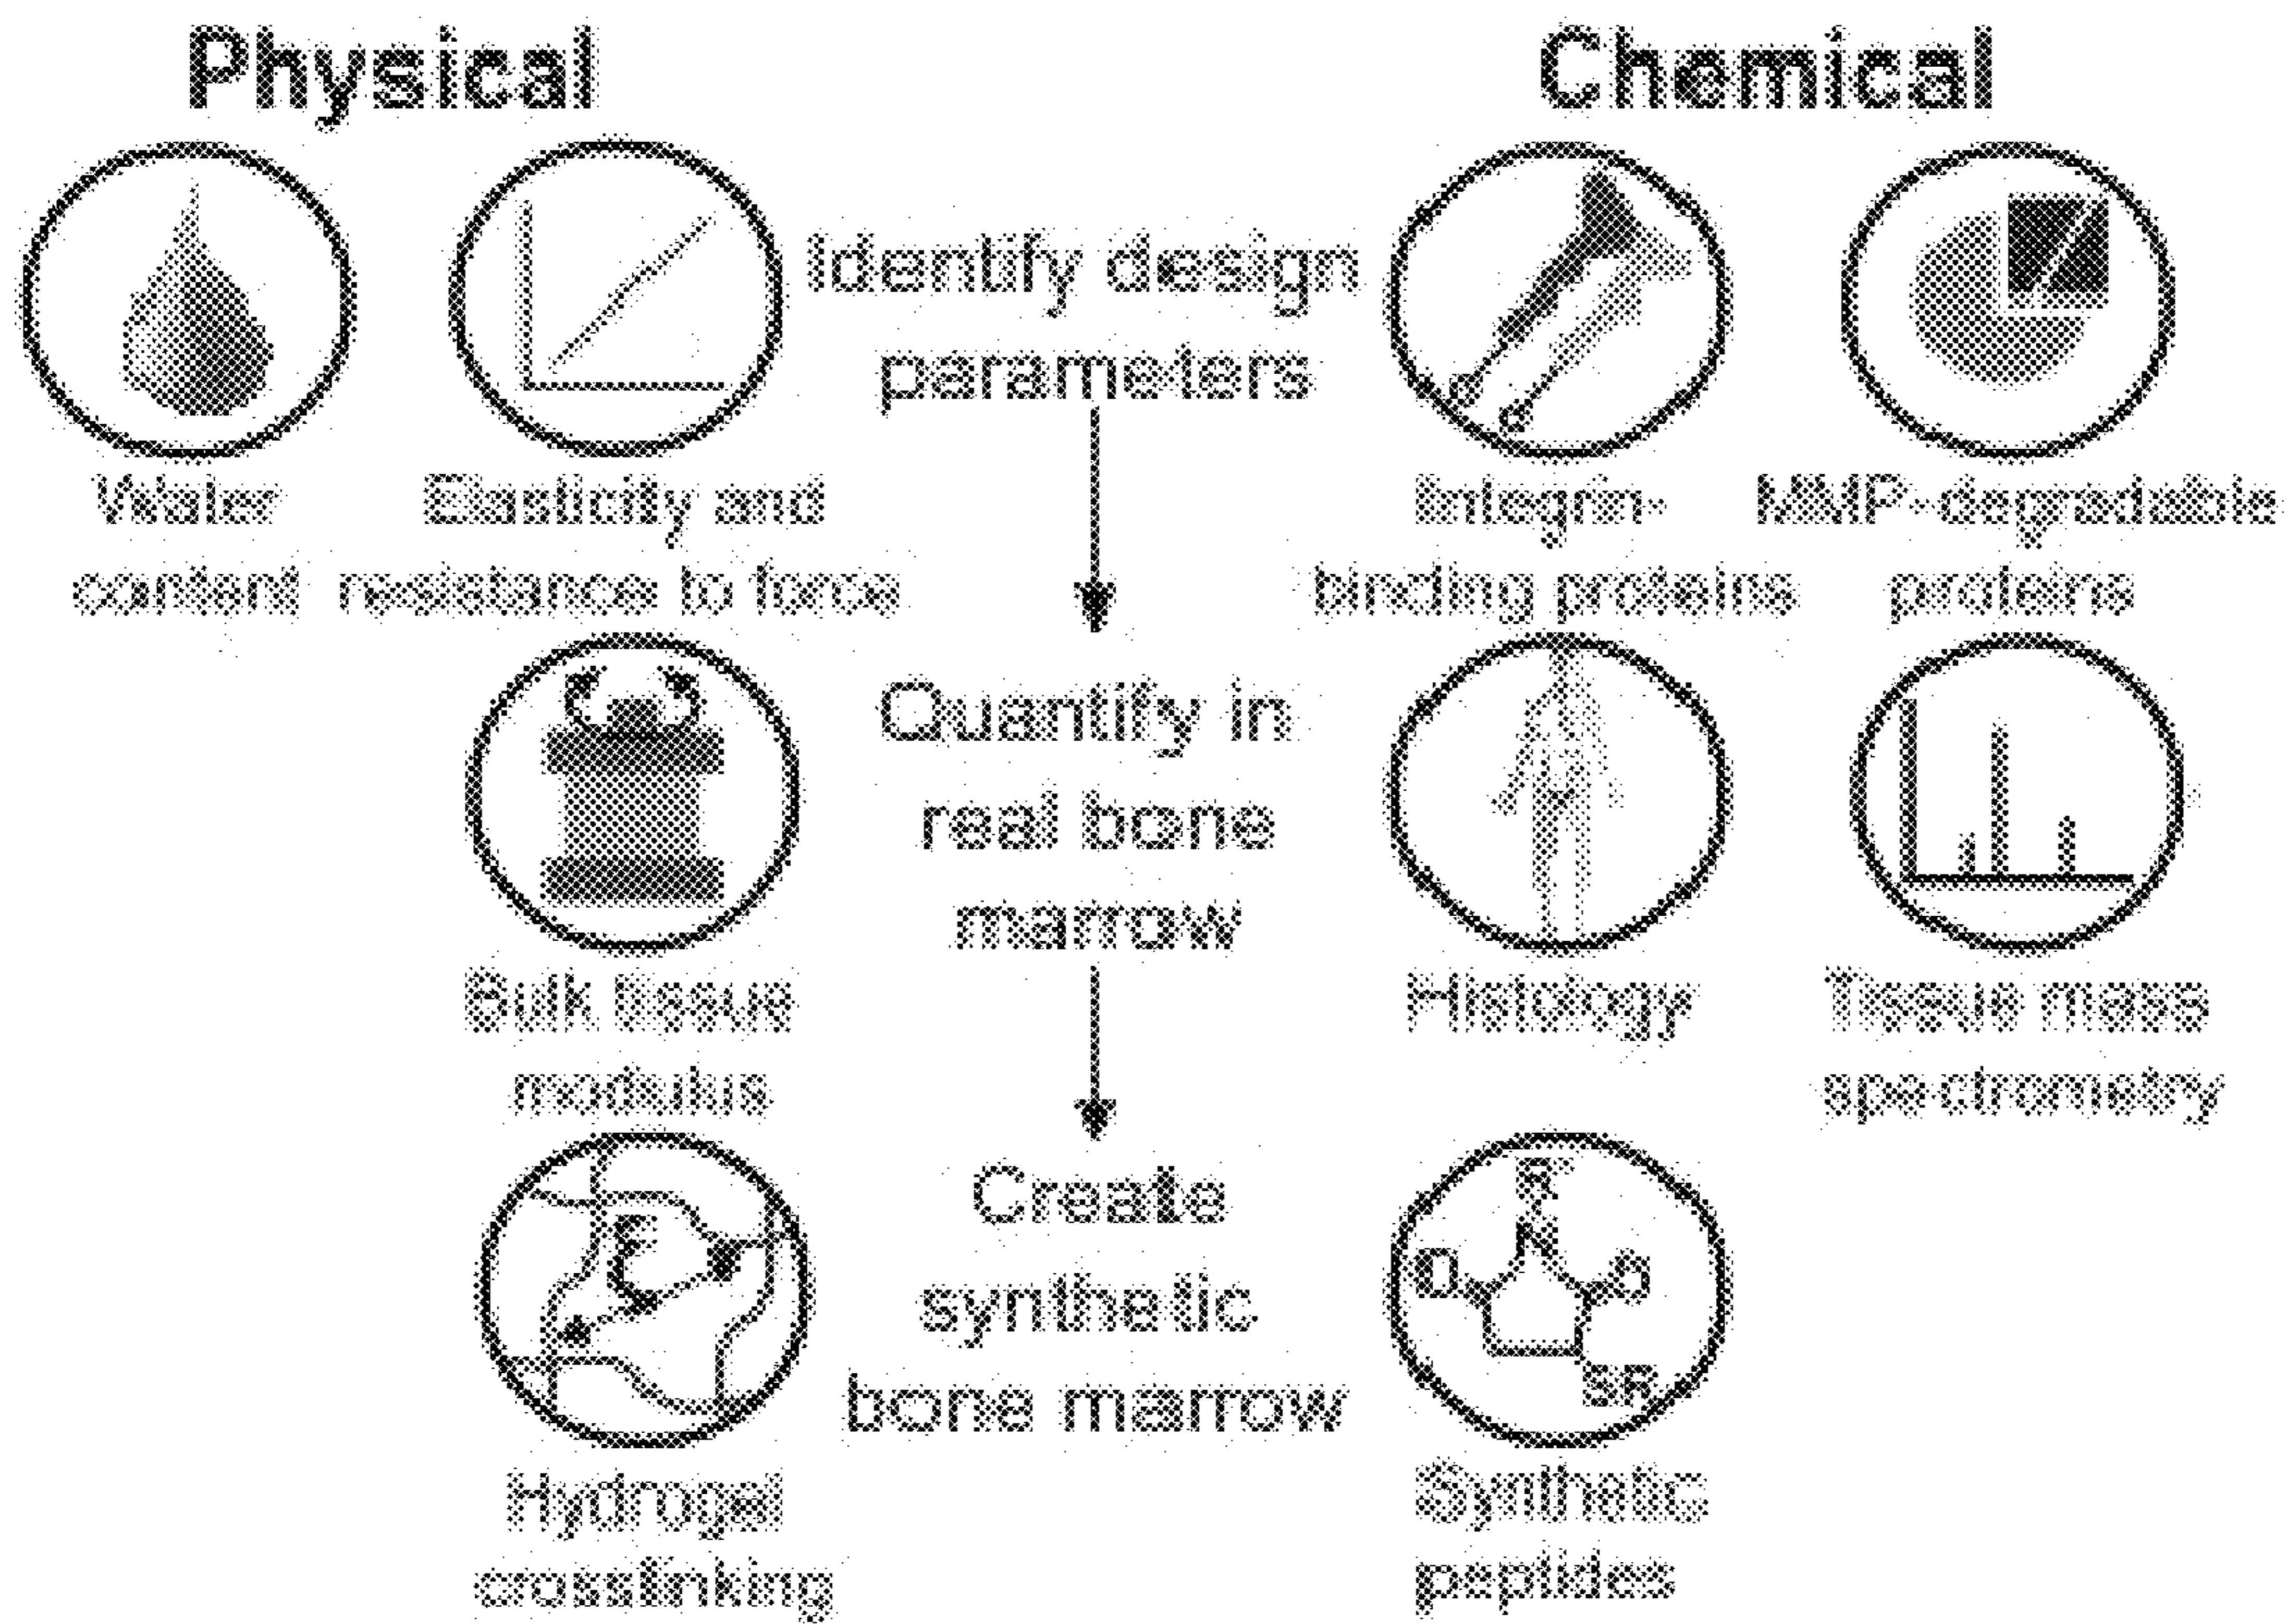 Physical
Chemical
Identify design
parameters
Water
content
Elasticity and
resistance to force
Integrin-
binding proteins
MMP-degradable
proteins
Quantify in
real bone
marrow
Bulk tissue
modulus
Histology
Tissue mass
spectrometry
Create
synthetic
bone marrow
R
N
O
O
SR
Hydrogel
crosslinking
Synthetic
peptides